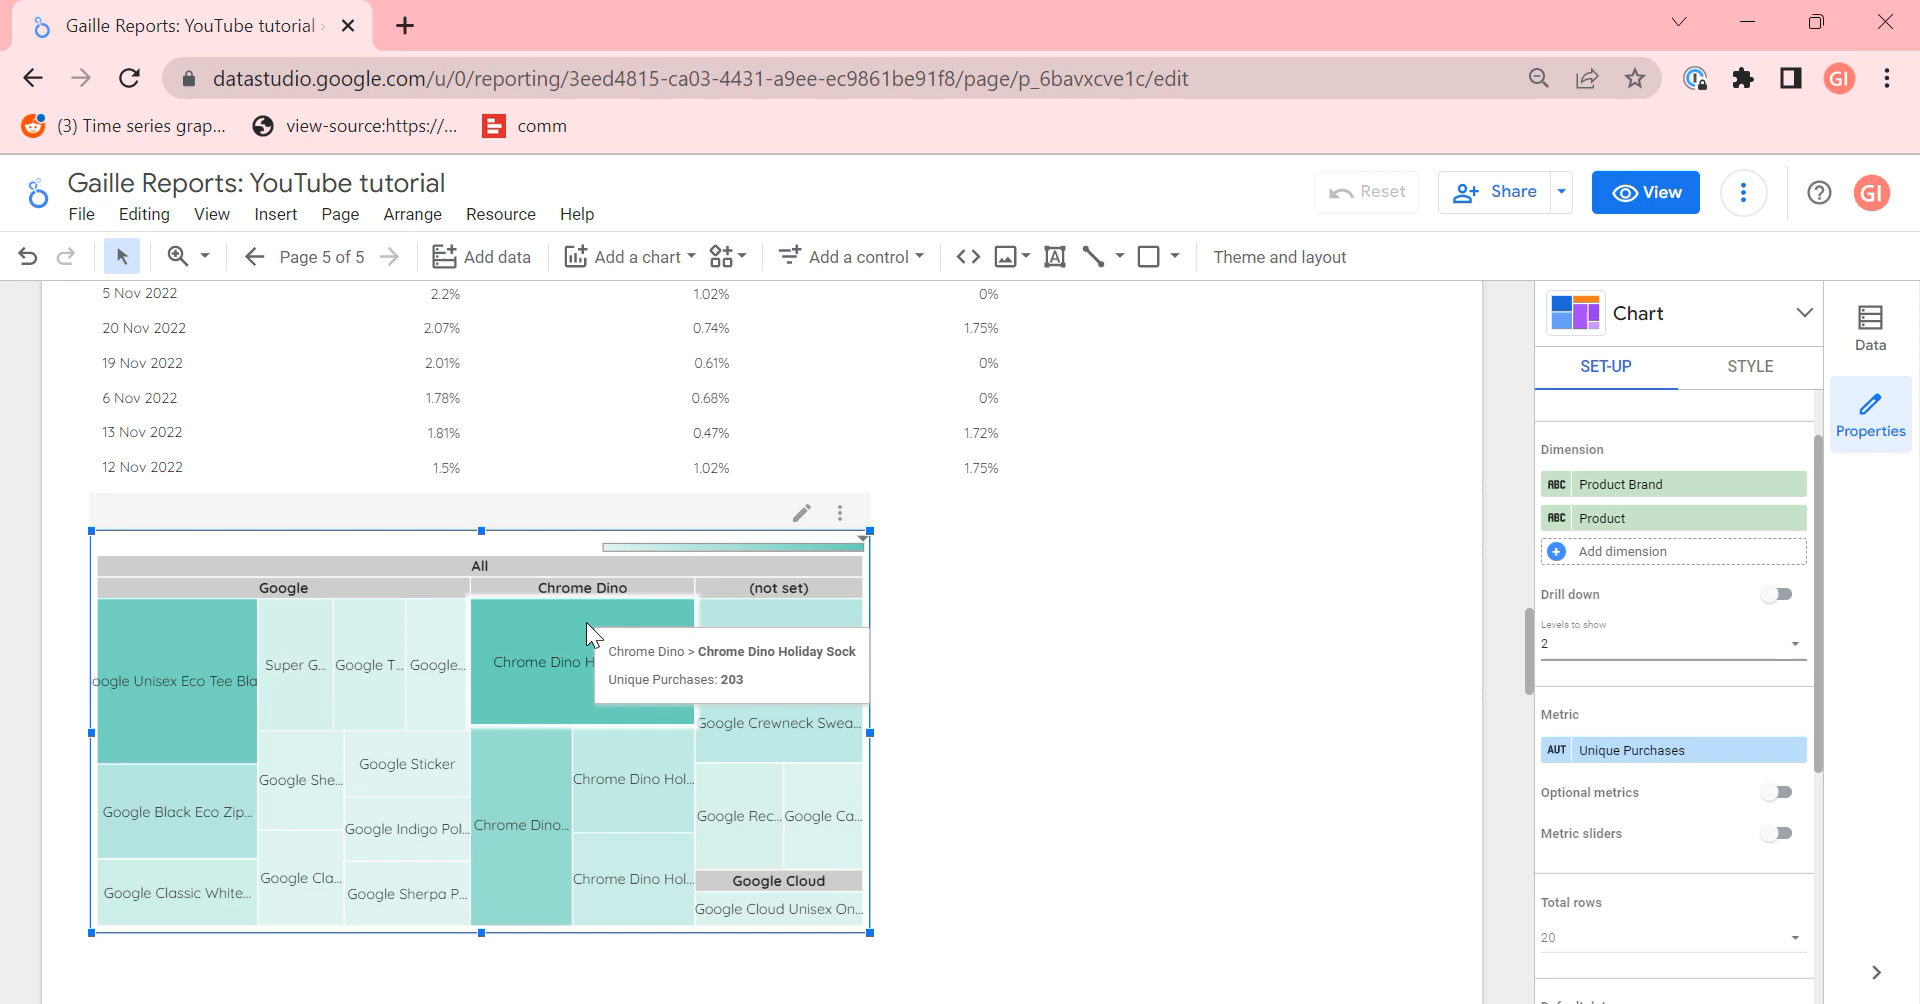 Gaille Reports: YouTube tutorial ›
datastudio.google.com/u/0/reporting/3eed4815-ca03-4431-a9ee-ec9861be91f8/page/p_6bavxcve1c/edit
GI
(3) Time series grap... view-source:https://... comm
Gaille Reports: YouTube tutorial
Reset Share View GI
File Editing View Insert Page Arrange Resource Help
Page 5 of 5 Add data Add a chart Add a control Theme and layout
5 Nov 2022 2.2% 1.02% 0%
20 Nov 2022 2.07% 0.74% 1.75%
19 Nov 2022 2.01% 0.61% 0%
6 Nov 2022 1.78% 0.68% 0%
13 Nov 2022 1.81% 0.47% 1.72%
12 Nov 2022 1.5% 1.02% 1.75%
All
Google Chrome Dino (not set)
oogle Unisex Eco Tee Bla
Super G... Google T... Google...
Chrome Dino H
Chrome Dino > Chrome Dino Holiday Sock
Unique Purchases: 203
Google Crewneck Swea...
Google She... Google Sticker
Chrome Dino Hol...
Google Black Eco Zip...
Google Indigo Pol...
Chrome Dino...
Google Rec... Google Ca...
Google Classic White...
Google Cla...
Google Sherpa P...
Chrome Dino Hol...
Google Cloud
Google Cloud Unisex On...
Chart
SET-UP STYLE
Dimension
ABC Product Brand
ABC Product
Add dimension
Drill down
Levels to show
2
Metric
AUT Unique Purchases
Optional metrics
Metric sliders
Total rows
20
Data
Properties